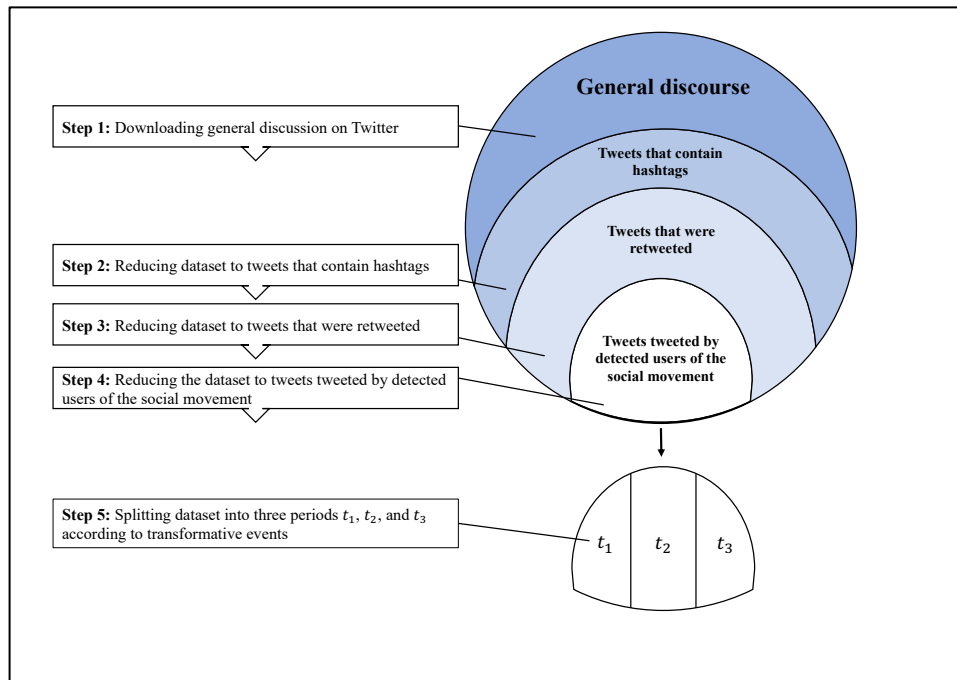 General discourse
Step 1: Downloading general discussion on Twitter
Tweets that contain
hashtags
Tweets that were
retweeted
Step 2: Reducing dataset to tweets that contain hashtags
Step 3: Reducing dataset to tweets that were retweeted
Tweets tweeted by
detected users of the
social movement
Step 4: Reducing the dataset to tweets tweeted by detected
users of the social movement
Step 5: Splitting dataset into three periods t₁, t₂, and t₃
according to transformative events
t₁ t₂ t₃